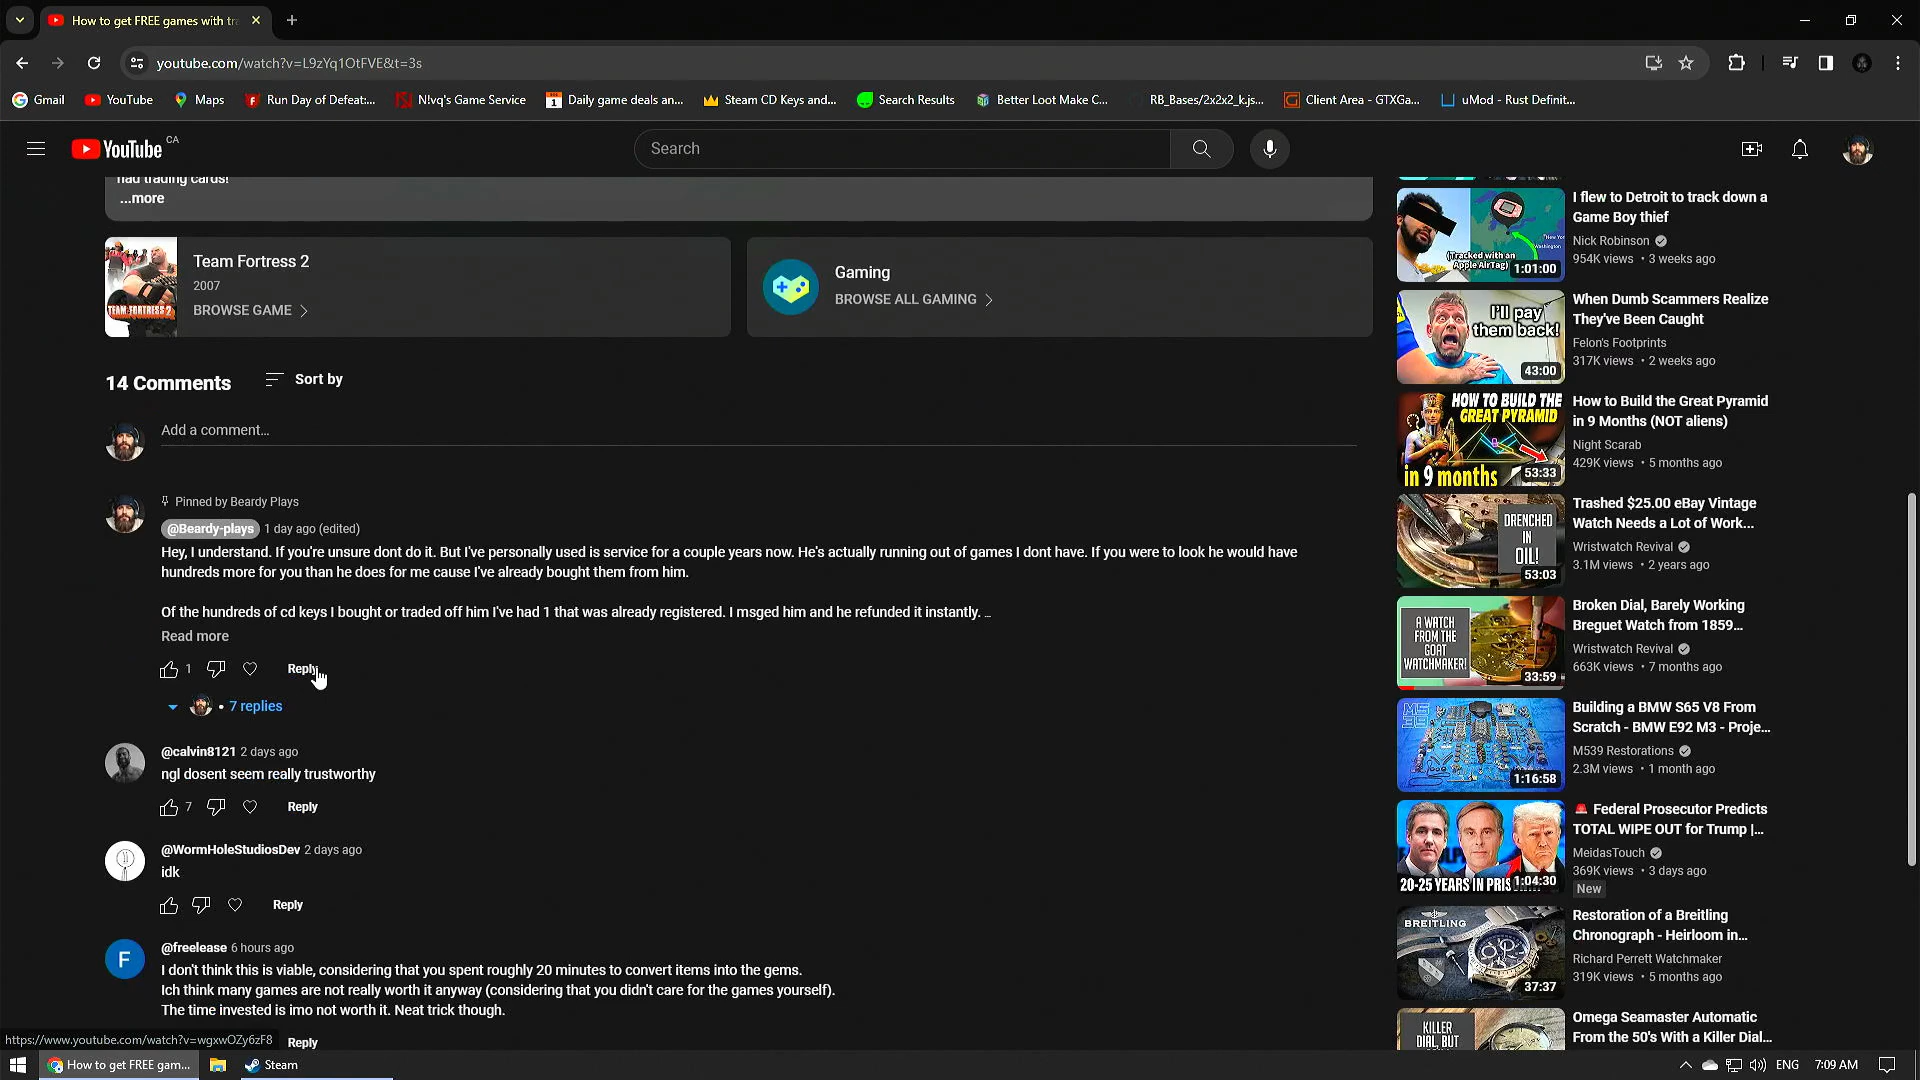 How to get FREE games with tra
youtube.com/watch?v=L9zYq1OtFVE&t=3s
Gmail
YouTube
Maps
Run Day of Defeat:...
N!vq's Game Service
Daily game deals an...
Steam CD Keys and...
Search Results
Better Loot Make C...
RB_Bases/2x2x2_k.js...
Client Area - GTXGa...
uMod - Rust Definit...
YouTube CA
Search
had trading cards!
...more
Team Fortress 2
2007
BROWSE GAME
TEAM FORTRESS 2
Gaming
BROWSE ALL GAMING
14 Comments
Sort by
Add a comment...
Pinned by Beardy Plays
@Beardy-plays 1 day ago (edited)
Hey, I understand. If you're unsure dont do it. But I've personally used is service for a couple years now. He's actually running out of games I dont have. If you were to look he would have
hundreds more for you than he does for me cause I've already bought them from him.
Of the hundreds of cd keys I bought or traded off him I've had 1 that was already registered. I msged him and he refunded it instantly. ...
Read more
1
Reply
• 7 replies
@calvin8121 2 days ago
ngl dosent seem really trustworthy
7
Reply
@WormHoleStudiosDev 2 days ago
idk
Reply
F
@freelease 6 hours ago
I don't think this is viable, considering that you spent roughly 20 minutes to convert items into the gems.
Ich think many games are not really worth it anyway (considering that you didn't care for the games yourself).
The time invested is imo not worth it. Neat trick though.
Reply
https://www.youtube.com/watch?v=wgxwOZy6zF8
(Tracked with an
Apple AirTag)
1:01:00
I flew to Detroit to track down a
Game Boy thief
Nick Robinson
954K views • 3 weeks ago
I'll pay
them back!
43:00
When Dumb Scammers Realize
They've Been Caught
Felon's Footprints
317K views • 2 weeks ago
HOW TO BUILD THE
GREAT PYRAMID
in 9 months
53:33
How to Build the Great Pyramid
in 9 Months (NOT aliens)
Night Scarab
429K views • 5 months ago
DRENCHED
IN
OIL!
53:03
Trashed $25.00 eBay Vintage
Watch Needs a Lot of Work...
Wristwatch Revival
3.1M views • 2 years ago
A WATCH
FROM THE
GOAT
WATCHMAKER!
33:59
Broken Dial, Barely Working
Breguet Watch from 1859...
Wristwatch Revival
663K views • 7 months ago
M5
39
1:16:58
Building a BMW S65 V8 From
Scratch - BMW E92 M3 - Proje...
M539 Restorations
2.3M views • 1 month ago
20-25 YEARS IN PRIS
1:04:30
Federal Prosecutor Predicts
TOTAL WIPE OUT for Trump |...
MeidasTouch
369K views • 3 days ago
New
BREITLING
37:37
Restoration of a Breitling
Chronograph - Heirloom in...
Richard Perrett Watchmaker
319K views • 5 months ago
KILLER
DIAL, BUT
Omega Seamaster Automatic
From the 50's With a Killer Dial...
How to get FREE gam...
Steam
ENG
7:09 AM